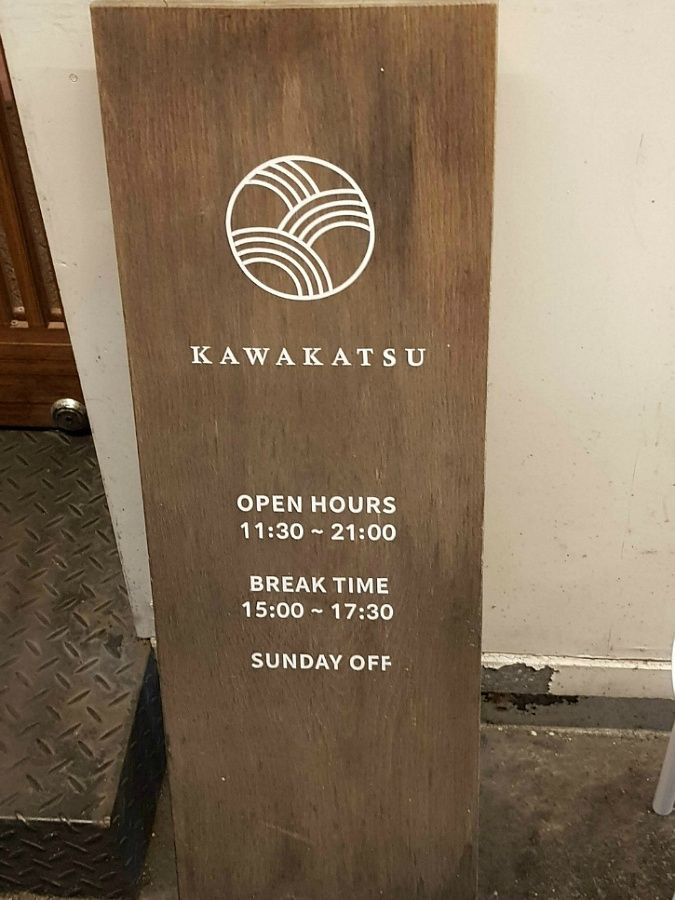 KAWAKATSU
OPEN HOURS
11:30 ~ 21:00
BREAK TIME
15:00 ~ 17:30
SUNDAY OFF